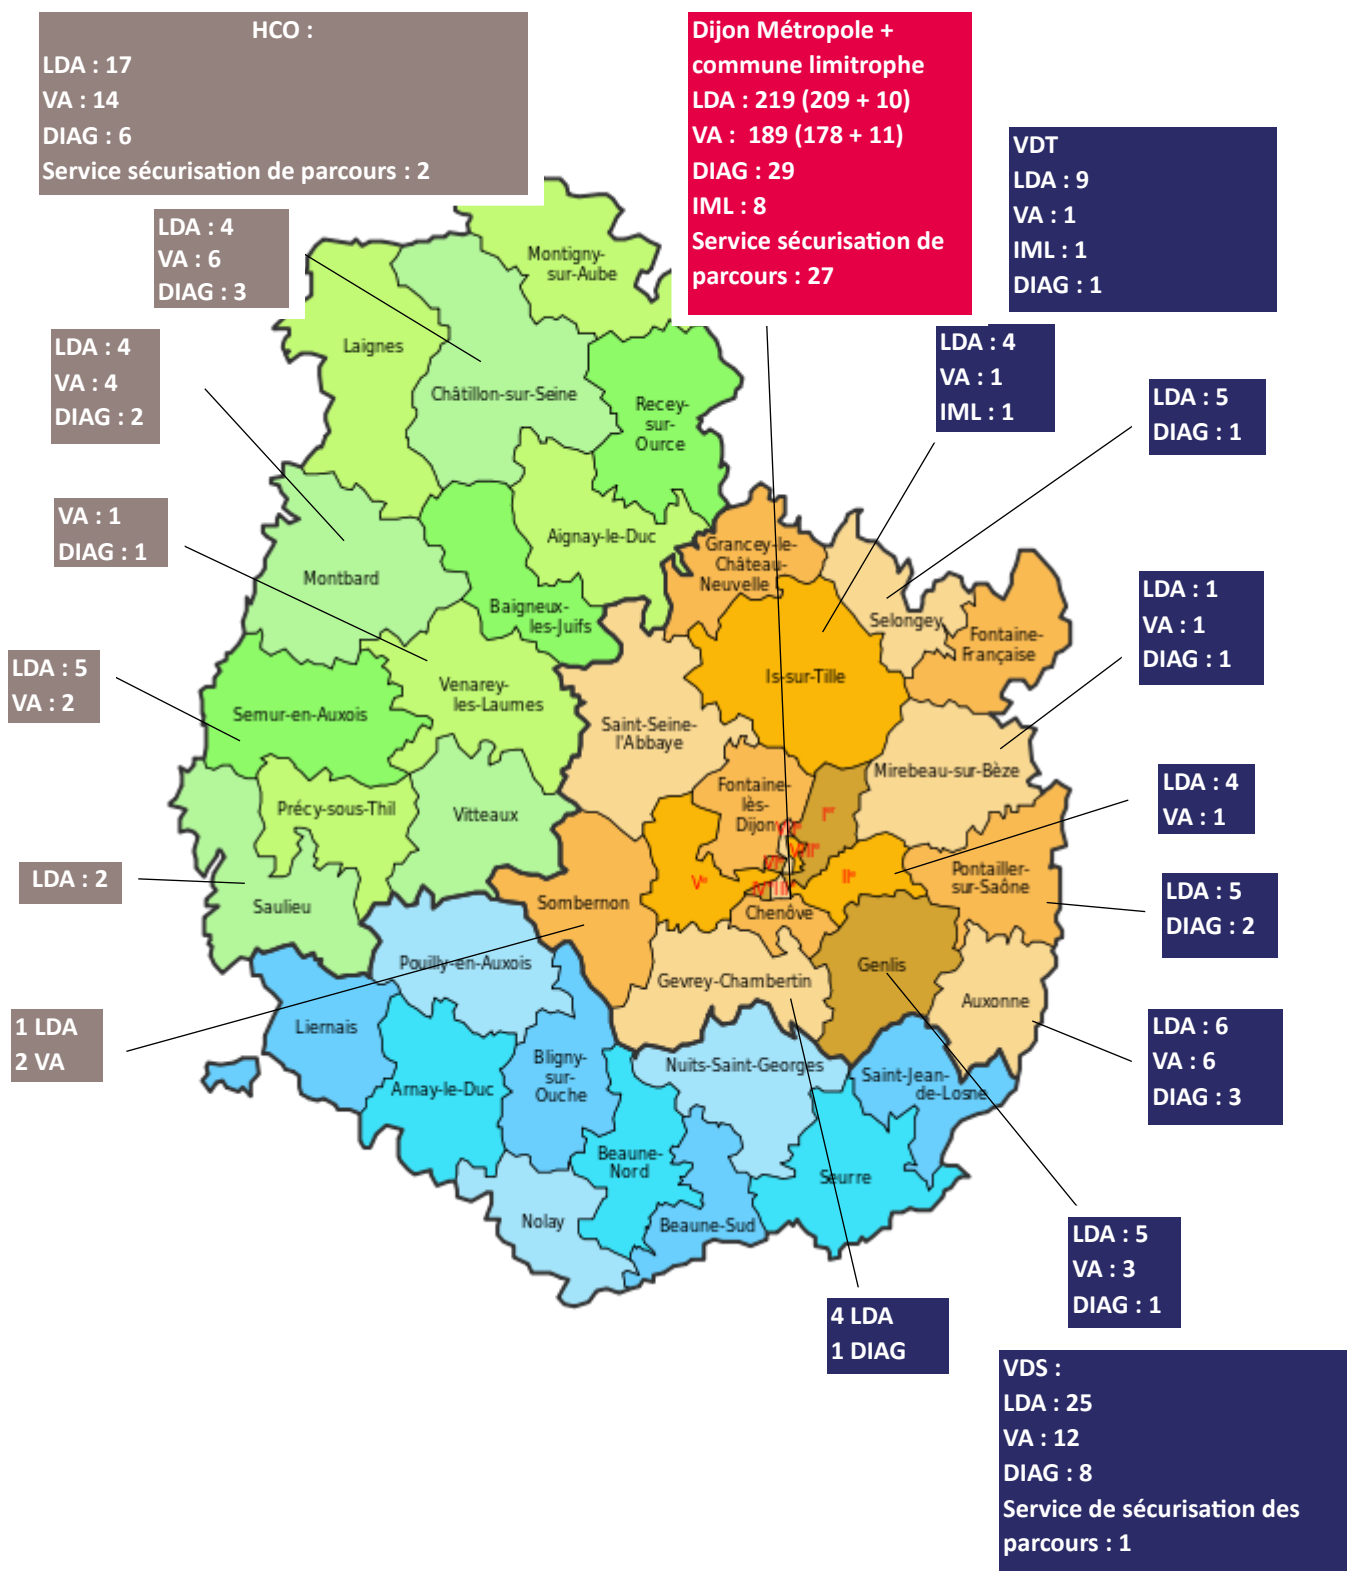 HCO :
LDA : 17
VA : 14
DIAG : 6
Service sécurisation de parcours : 2
Dijon Métropole +
commune limitrophe
LDA : 219 (209 + 10)
VA :  189 (178 + 11)
DIAG : 29
IML : 8
Service sécurisation de
parcours : 27
VDT
LDA : 9
VA : 1
IML : 1
DIAG : 1
LDA : 4
VA : 6
DIAG : 3
LDA : 4
VA : 4
DIAG : 2
VA : 1
DIAG : 1
LDA : 5
VA : 2
LDA : 2
1 LDA
2 VA
LDA : 4
VA : 1
IML : 1
LDA : 5
DIAG : 1
LDA : 1
VA : 1
DIAG : 1
LDA : 4
VA : 1
LDA : 5
DIAG : 2
LDA : 6
VA : 6
DIAG : 3
LDA : 5
VA : 3
DIAG : 1
4 LDA
1 DIAG
VDS :
LDA : 25
VA : 12
DIAG : 8
Service de sécurisation des
parcours : 1
Montigny-
sur-Aube
Laignes
Châtillon-sur-Seine
Recey-
sur-
Ource
Aignay-le-Duc
Montbard
Baigneux-
les-Juifs
Grancey-le-
Château-
Neuvelle
Selongey
Fontaine-
Française
Is-sur-Tille
Venarey-
les-Laumes
Semur-en-Auxois
Saint-Seine-
l'Abbaye
Mirebeau-sur-Bèze
Précy-sous-Thil
Vitteaux
Fontaine-
lès-
Dijon
Iᵉʳ
Vᵉ
IIᵉ
Pontailler-
sur-Saône
Saulieu
Sombernon
Chenôve
Pouilly-en-Auxois
Gevrey-Chambertin
Genlis
Auxonne
Liernais
Bligny-
sur-
Ouche
Arnay-le-Duc
Nuits-Saint-Georges
Saint-Jean-
de-Losne
Beaune-
Nord
Seurre
Nolay
Beaune-Sud